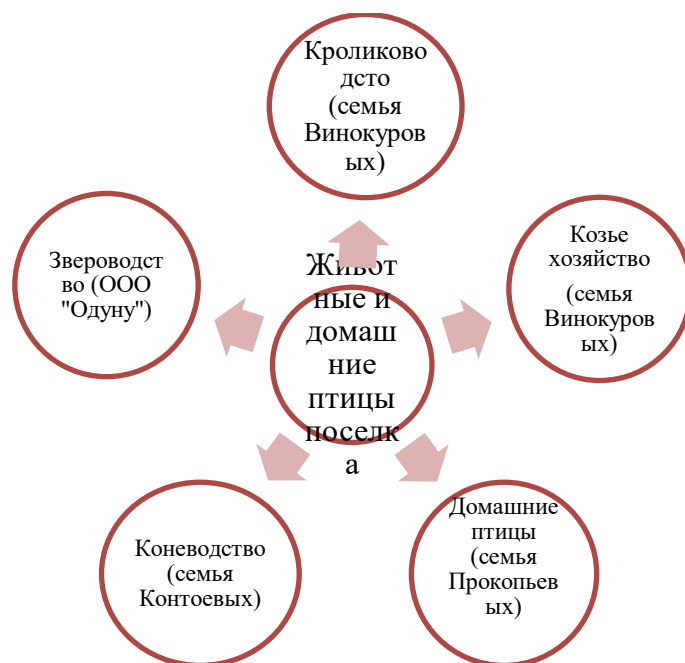 Кроликово
дсто
(семья
Винокуров
ых)
Козье
хозяйство
(семья
Винокуров
ых)
Домашние
птицы
(семья
Прокопьев
ых)
Коневодство
(семья
Контоевых)
Звероводст
во (ООО
"Одуну")
Живот
ные и
домаш
ние
птицы
поселк
а